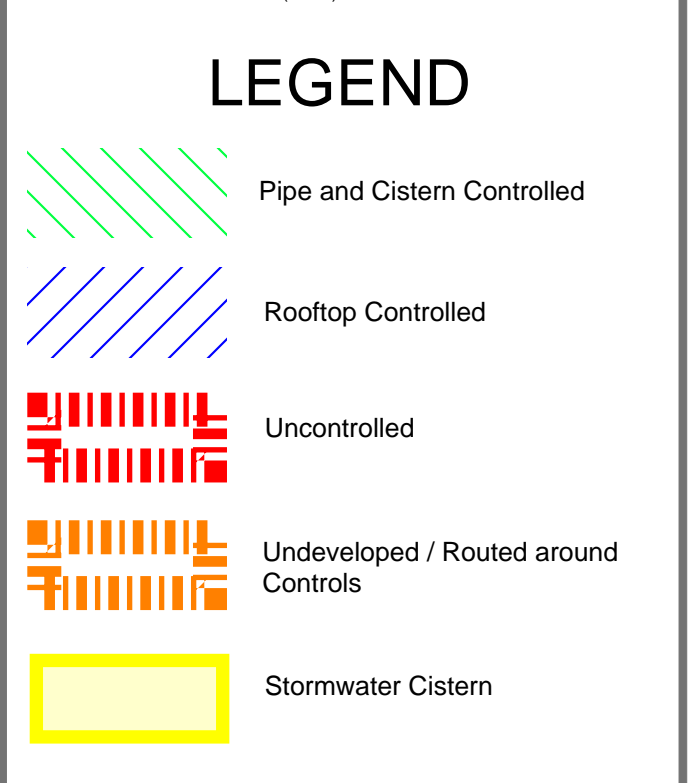 LEGEND
Pipe and Cistern Controlled
Rooftop Controlled
Uncontrolled
Undeveloped / Routed around
Controls
Stormwater Cistern